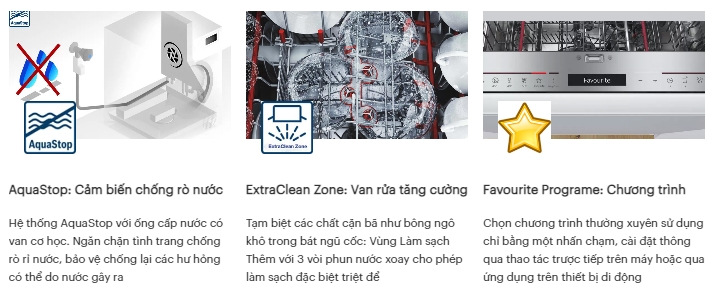 AquaStop
Favourite
AquaStop
ExtraClean Zone
AquaStop: Cảm biến chống rò nước
ExtraClean Zone: Van rửa tăng cường
Favourite Programe: Chương trình
Hệ thống AquaStop với ống cấp nước có
van cơ học. Ngăn chặn tình trang chống
rò rỉ nước, bảo vệ chống lại các hư hỏng
có thể do nước gây ra
Tạm biệt các chất cặn bã như bông ngô
khô trong bát ngũ cốc: Vùng Làm sạch
Thêm với 3 vòi phun nước xoay cho phép
làm sạch đặc biệt triệt để
Chọn chương trình thường xuyên sử dụng
chỉ bằng một nhấn chạm, cài đặt thông
qua thao tác trược tiếp trên máy hoặc qua
ứng dụng trên thiết bị di động